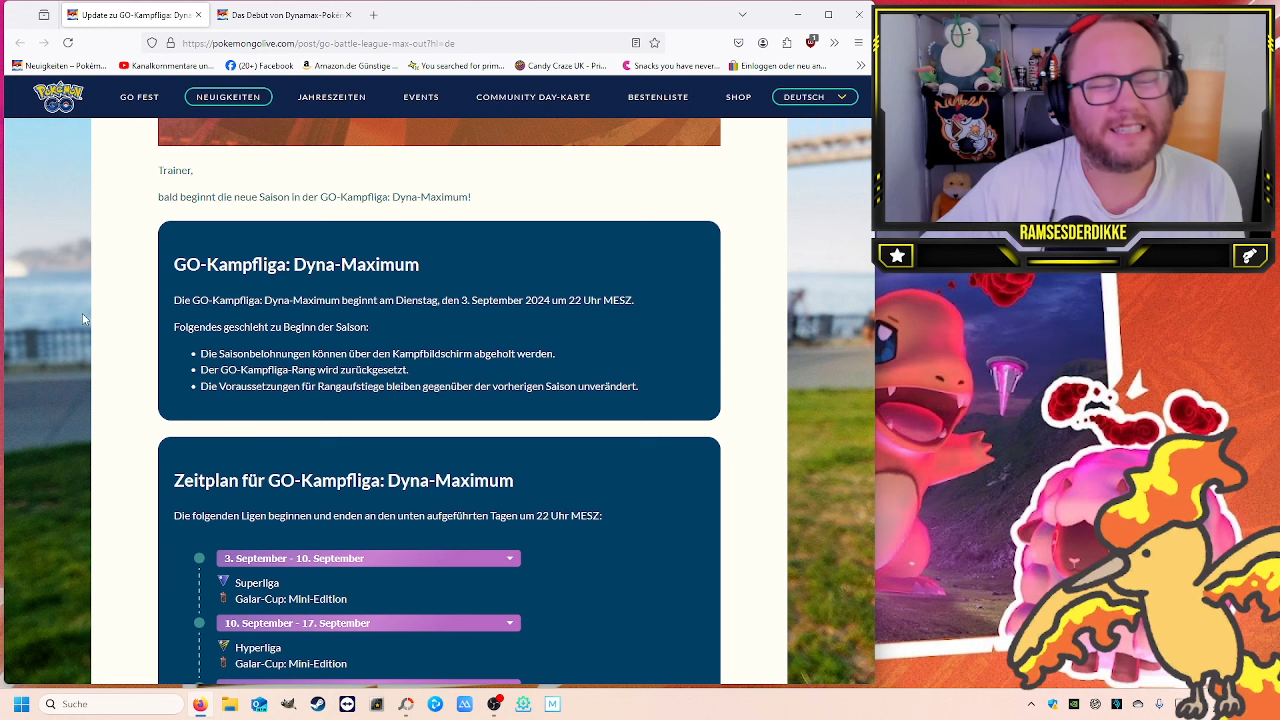 Update zu GO-Kampfliga: Dyna
Das Debüt von Dynamax-Poké
https://pokemongolive.com/post/go-battle-league-max-out?hl=de
1
Neuigkeiten – Pokém...
Kanalkommentare un...
(20+) Facebook
Amazon.de Günstige ...
You searched for prim...
Candy Craze UK - Pri...
Snacks you have never...
Einloggen oder neu an...
POKÉMON GO
GO FEST
NEUIGKEITEN
JAHRESZEITEN
EVENTS
COMMUNITY DAY-KARTE
BESTENLISTE
SHOP
DEUTSCH
Trainer,
bald beginnt die neue Saison in der GO-Kampfliga: Dyna-Maximum!
GO-Kampfliga: Dyna-Maximum
Die GO-Kampfliga: Dyna-Maximum beginnt am Dienstag, den 3. September 2024 um 22 Uhr MESZ.
Folgendes geschieht zu Beginn der Saison:
• Die Saisonbelohnungen können über den Kampfbildschirm abgeholt werden.
• Der GO-Kampfliga-Rang wird zurückgesetzt.
• Die Voraussetzungen für Rangaufstiege bleiben gegenüber der vorherigen Saison unverändert.
Zeitplan für GO-Kampfliga: Dyna-Maximum
Die folgenden Ligen beginnen und enden an den unten aufgeführten Tagen um 22 Uhr MESZ:
3. September - 10. September
Superliga
Galar-Cup: Mini-Edition
10. September - 17. September
Hyperliga
Galar-Cup: Mini-Edition
RAMSESDERDIKKE
Suche
M